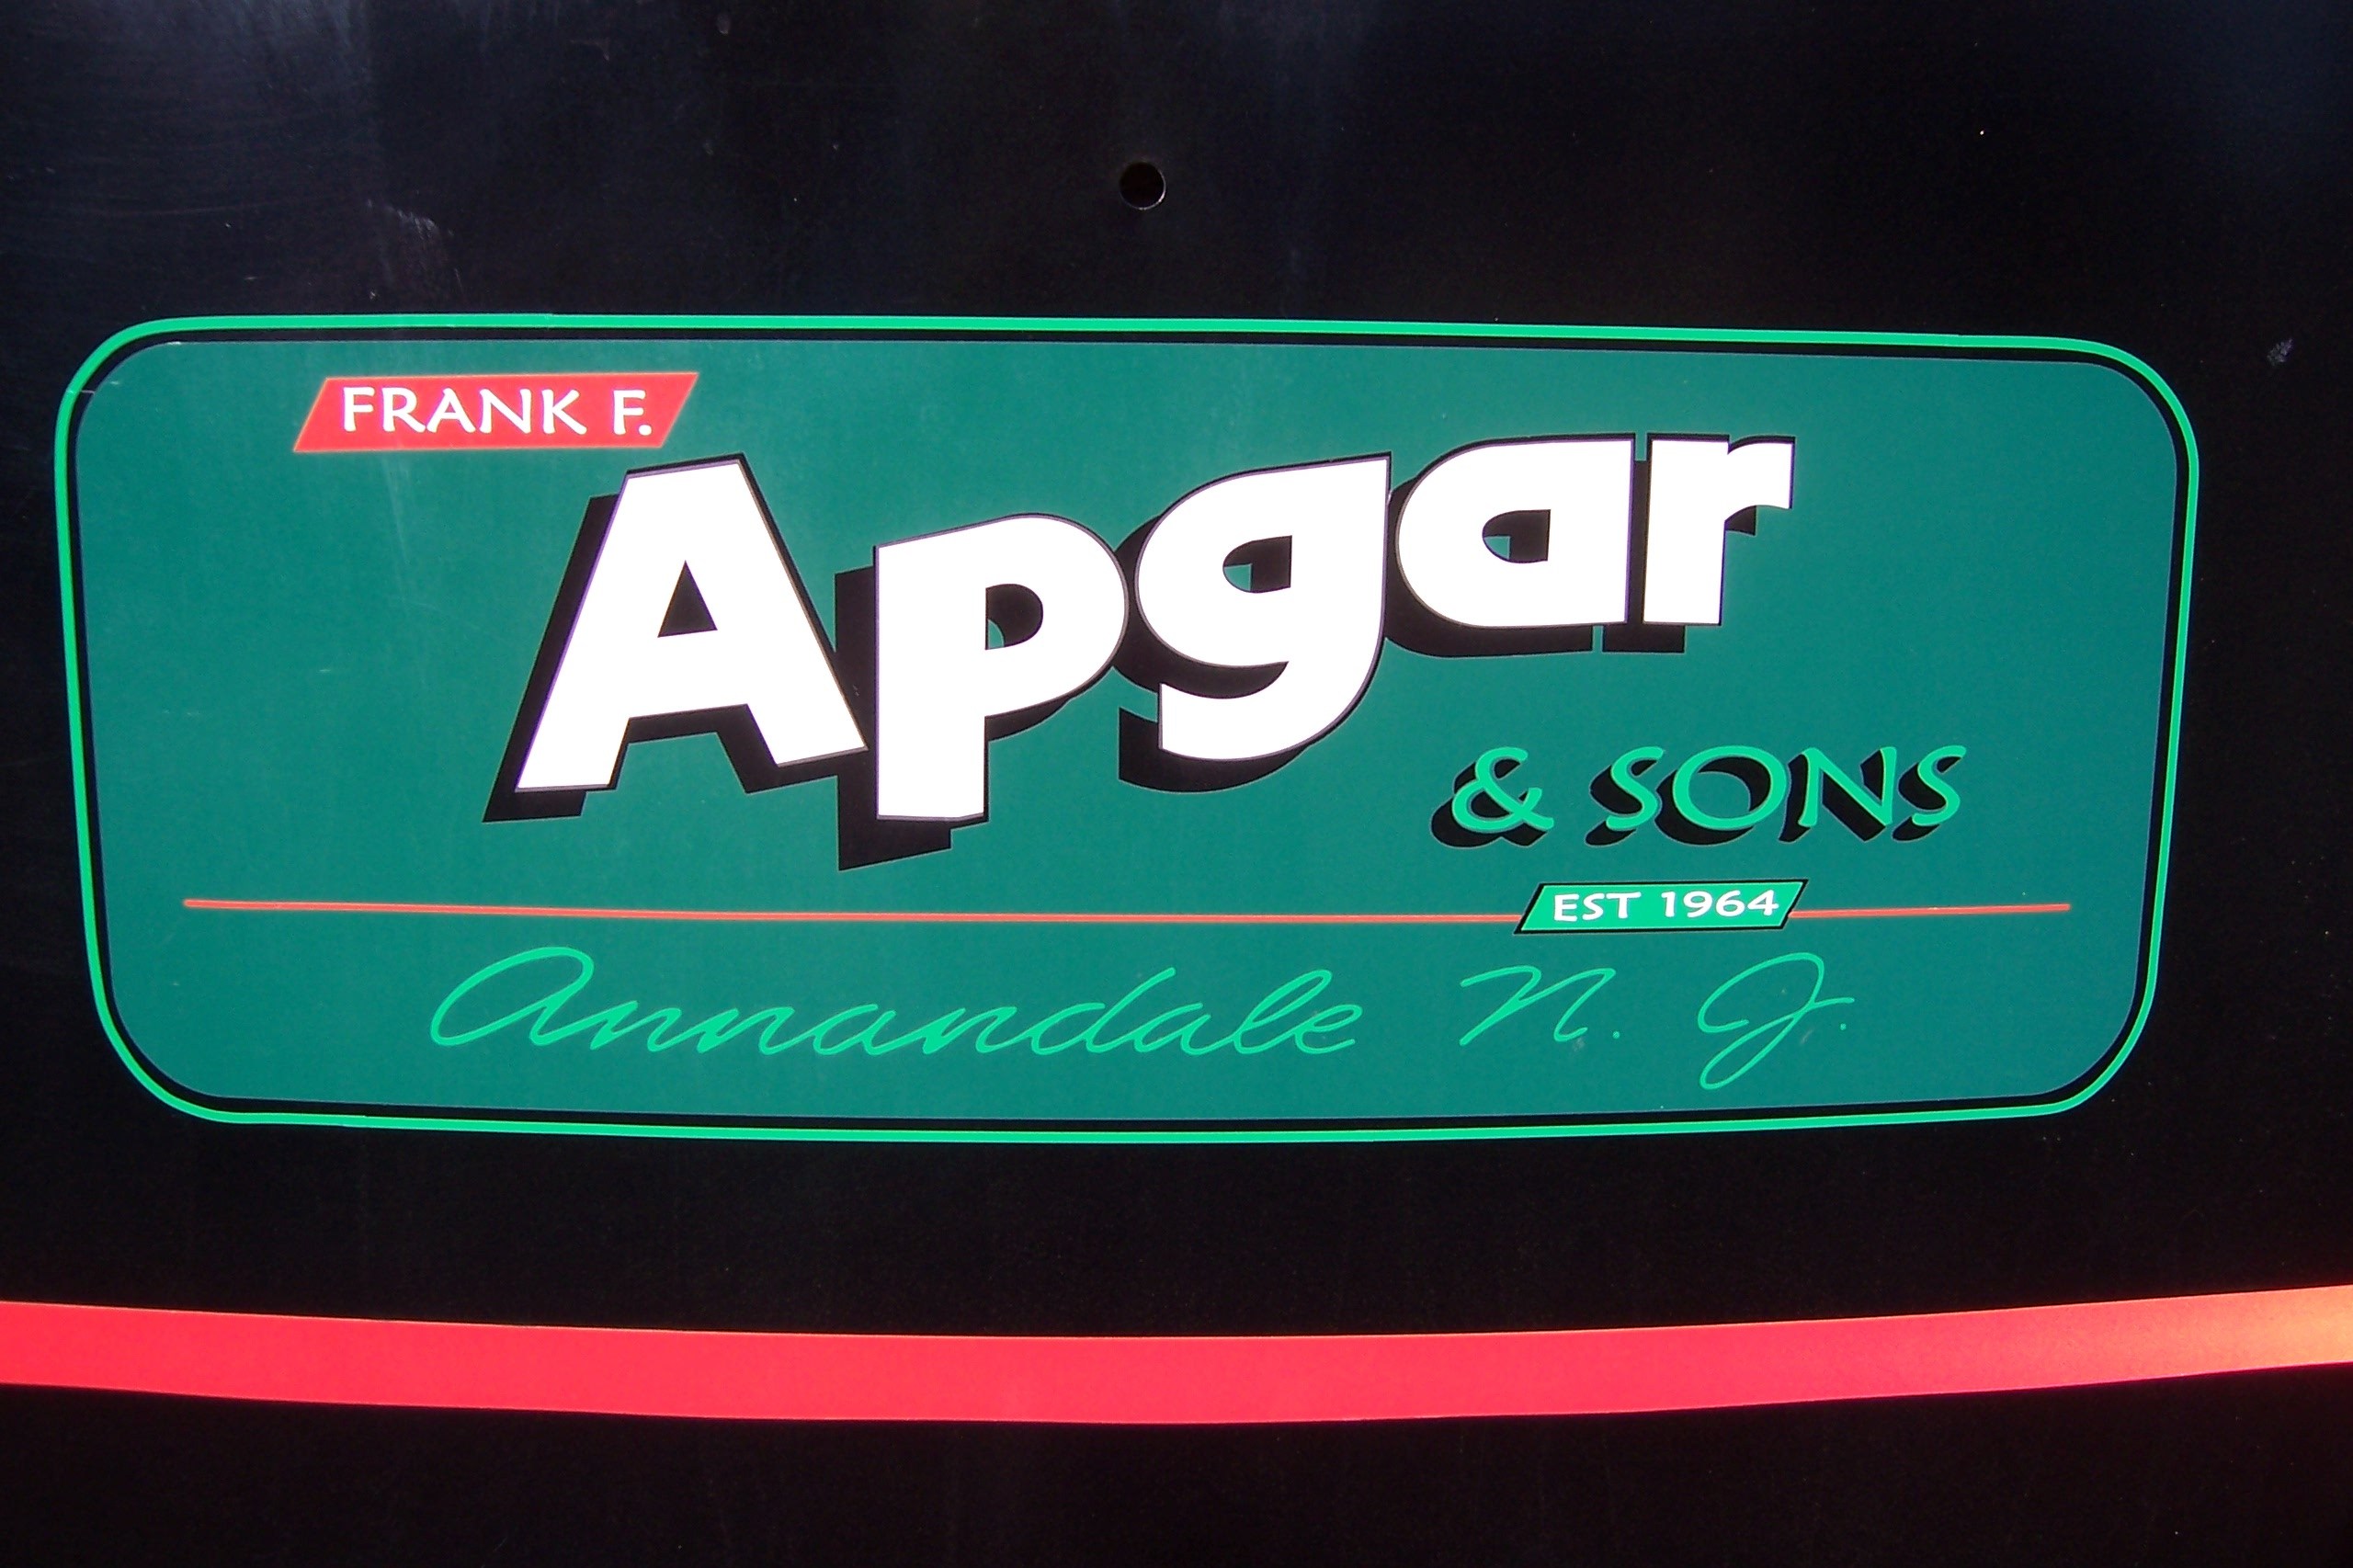 FRANK F.
Apgar
& SONS
EST 1964
Annandale N. J.